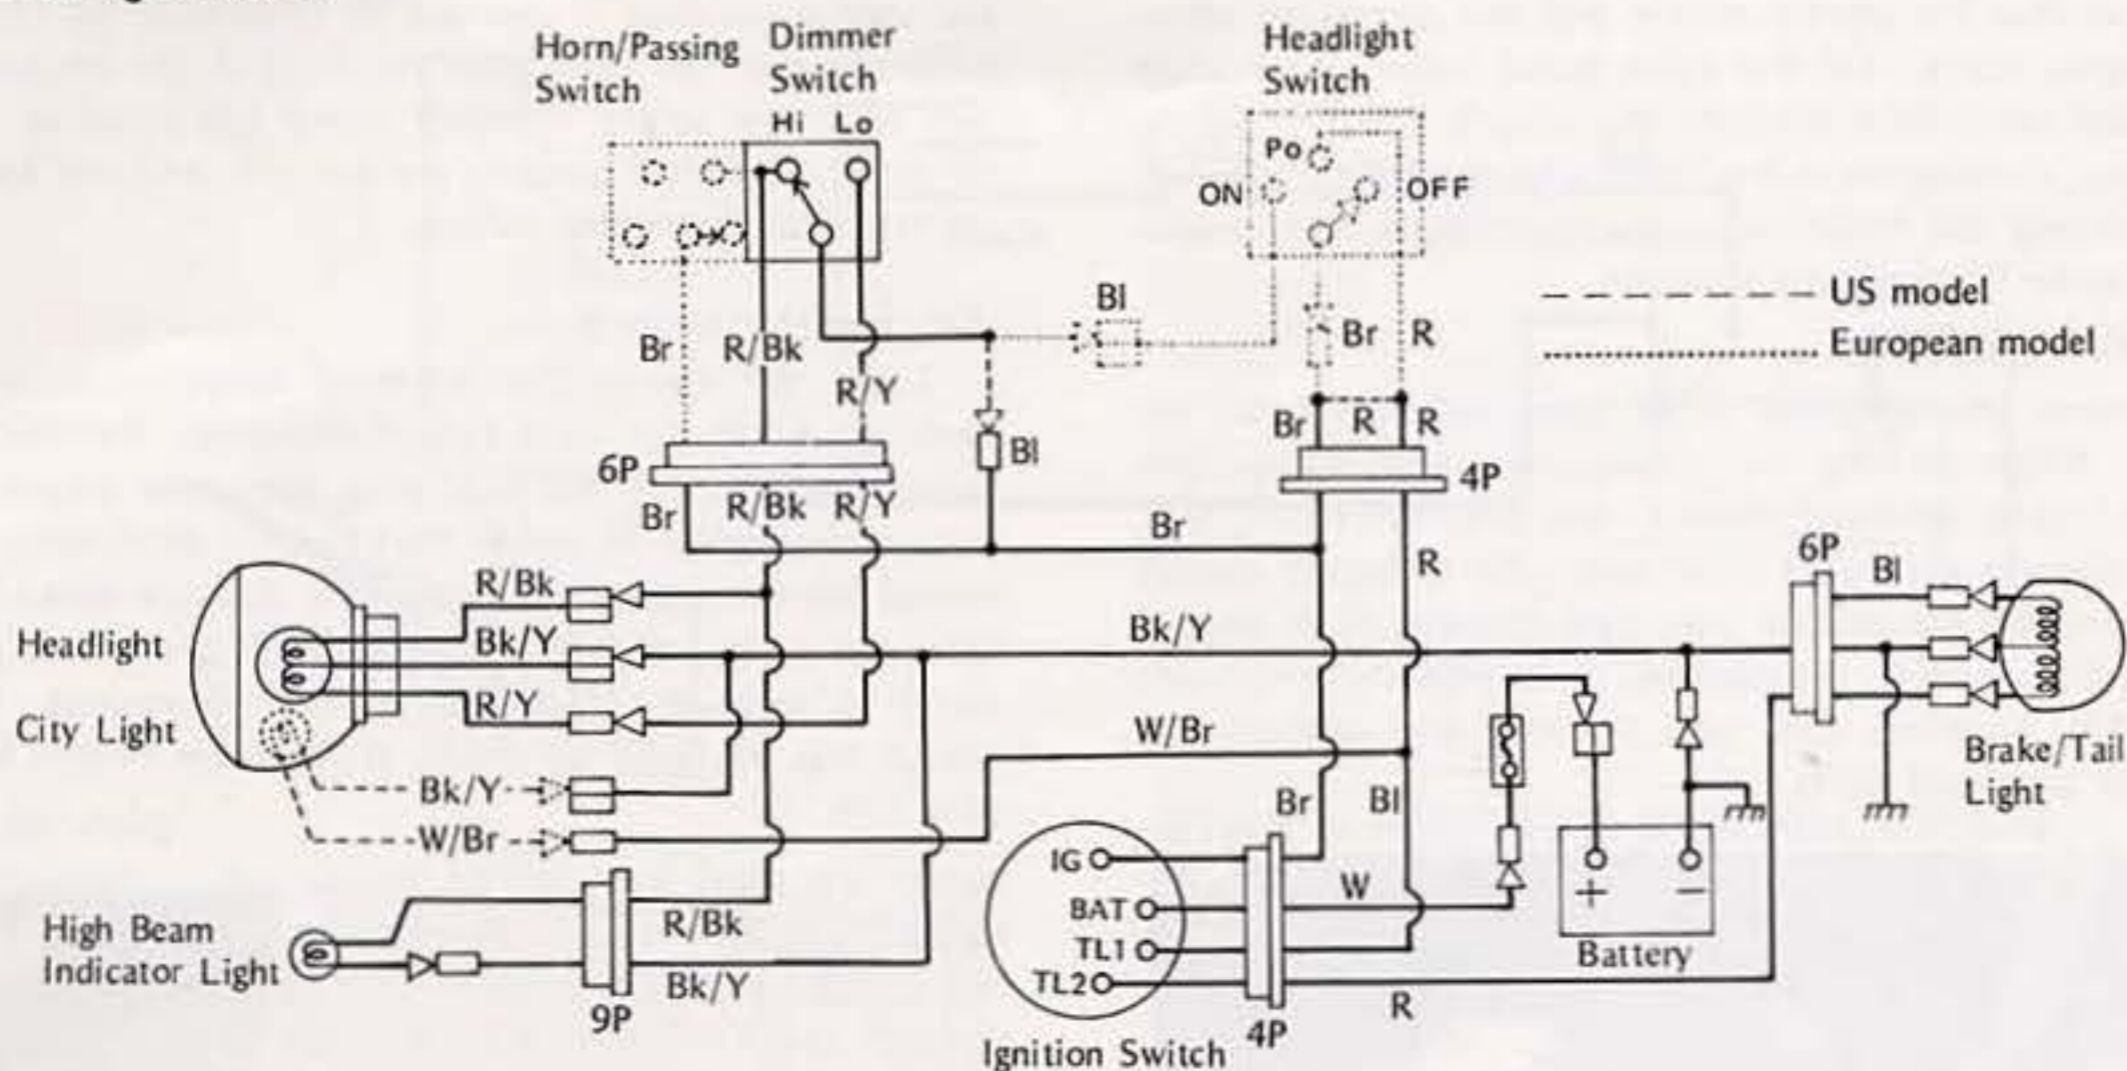 Horn/Passing
Switch
Dimmer
Switch
Headlight
Switch
Hi Lo
Po
ON
OFF
US model
European model
Bl
Br
R/Bk
R/Y
Br
R
Bl
Br
R
R
6P
4P
Br
R/Bk
R/Y
Br
R
6P
Bl
R/Bk
Bk/Y
R/Y
Bk/Y
Headlight
City Light
W/Br
Bk/Y
W/Br
Br
Bl
Brake/Tail
Light
IG
BAT
TL1
TL2
W
R
+
−
Battery
High Beam
Indicator Light
R/Bk
Bk/Y
9P
4P
Ignition Switch